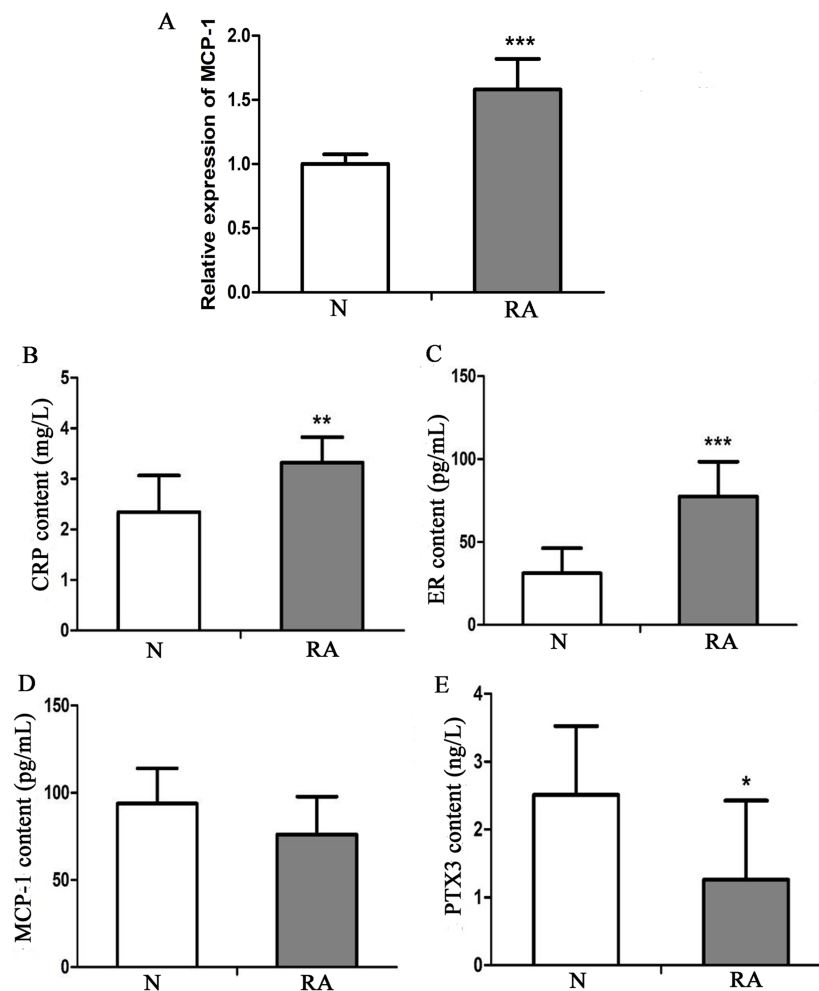 A
Relative expression of MCP-1
2.0
1.5
1.0
0.5
0.0
***
N
RA
B
CRP content (mg/L)
5
4
3
2
1
0
**
N
RA
C
ER content (pg/mL)
150
100
50
0
***
N
RA
D
MCP-1 content (pg/mL)
150
100
50
0
N
RA
E
PTX3 content (ng/L)
4
3
2
1
0
*
N
RA